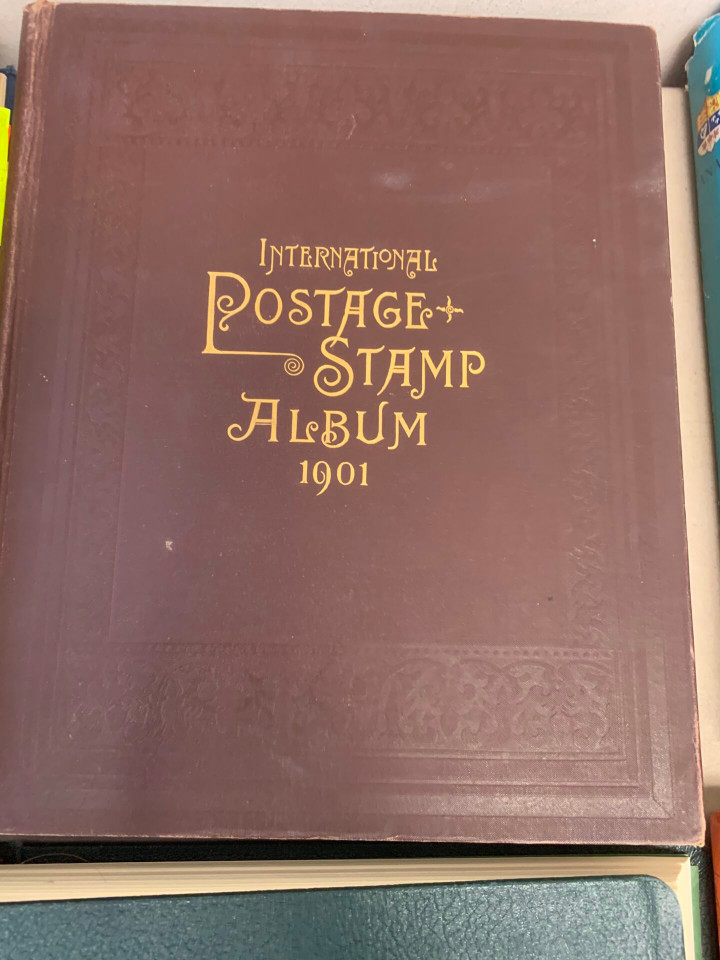 INTERNATIONAL
POSTAGE
STAMP
ALBUM
1901